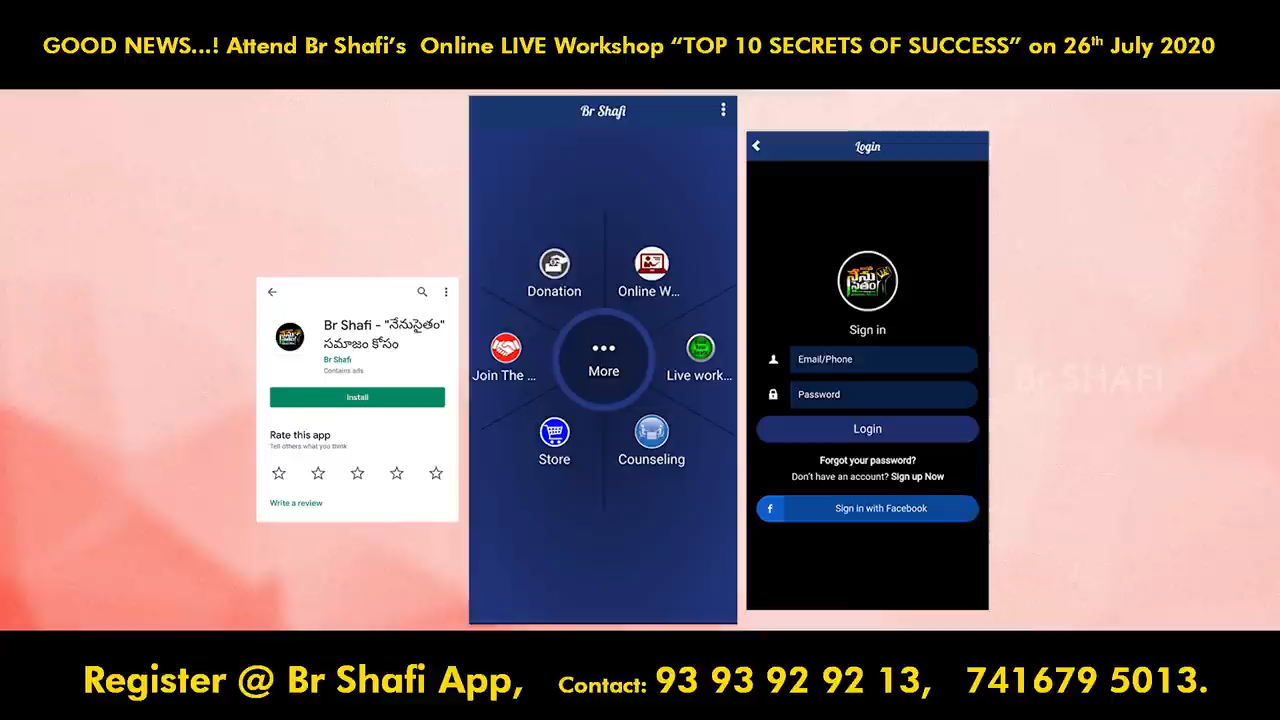 GOOD NEWS...! Attend Br Shafi's Online LIVE Workshop “TOP 10 SECRETS OF SUCCESS” on 26th July 2020
Br Shafi - "నేనుసైతం"
సమాజం కోసం
Br Shafi
Contains ads
Install
Rate this app
Tell others what you think
Write a review
Br Shafi
Donation
Online W...
Join The ...
More
Live work...
Store
Counseling
Login
నేను
సైతం
Sign in
Email/Phone
Password
Login
Forgot your password?
Don't have an account? Sign up Now
f Sign in with Facebook
Br SHAFI
Register @ Br Shafi App, Contact: 93 93 92 92 13, 741679 5013.